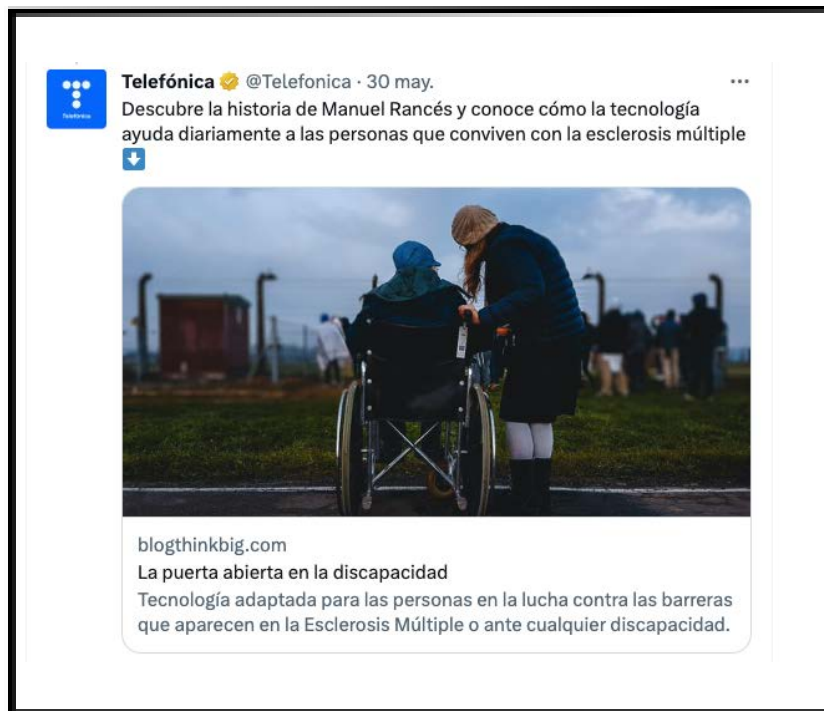 Telefónica @Telefonica · 30 may.
Telefónica
Descubre la historia de Manuel Rancés y conoce cómo la tecnología
ayuda diariamente a las personas que conviven con la esclerosis múltiple
blogthinkbig.com
La puerta abierta en la discapacidad
Tecnología adaptada para las personas en la lucha contra las barreras
que aparecen en la Esclerosis Múltiple o ante cualquier discapacidad.